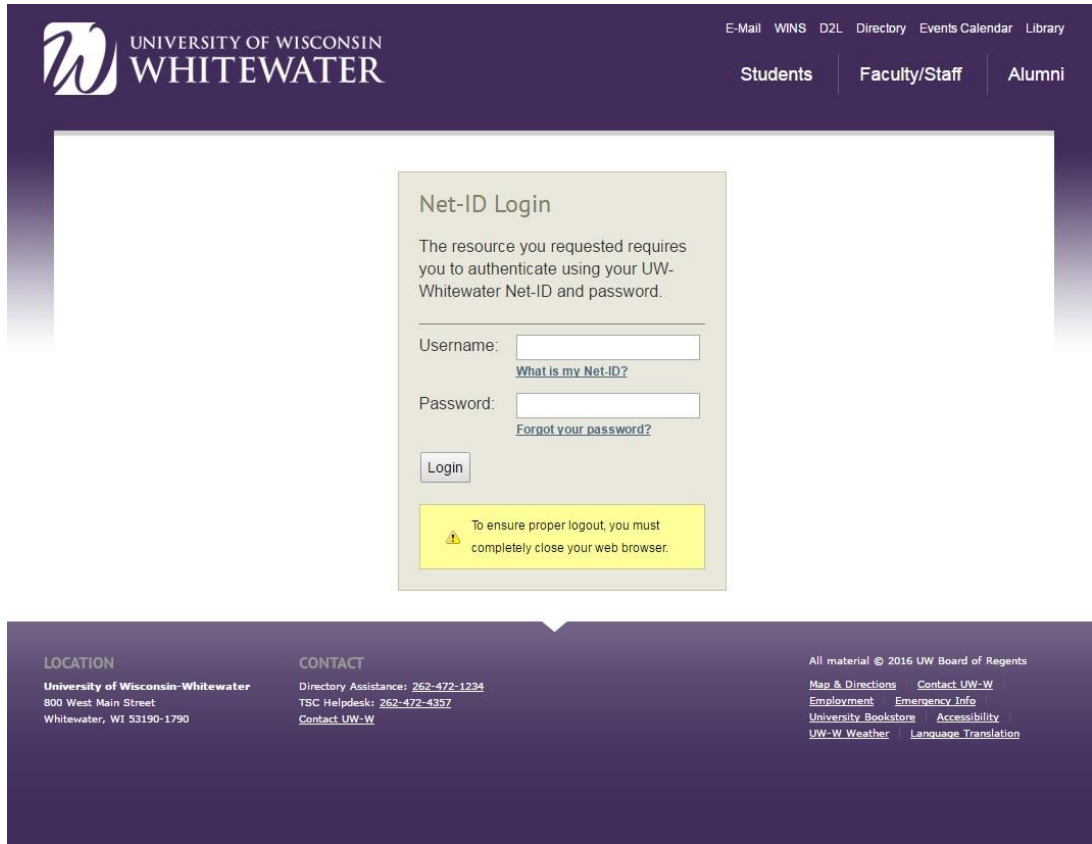 UNIVERSITY OF WISCONSIN
WHITEWATER
E-Mail WINS D2L Directory Events Calendar Library
Students Faculty/Staff Alumni
Net-ID Login
The resource you requested requires
you to authenticate using your UW-
Whitewater Net-ID and password.
Username:
What is my Net-ID?
Password:
Forgot your password?
Login
To ensure proper logout, you must
completely close your web browser.
LOCATION
University of Wisconsin-Whitewater
800 West Main Street
Whitewater, WI 53190-1790
CONTACT
Directory Assistance: 262-472-1234
TSC Helpdesk: 262-472-4357
Contact UW-W
All material © 2016 UW Board of Regents
Map & Directions Contact UW-W
Employment Emergency Info
University Bookstore Accessibility
UW-W Weather Language Translation